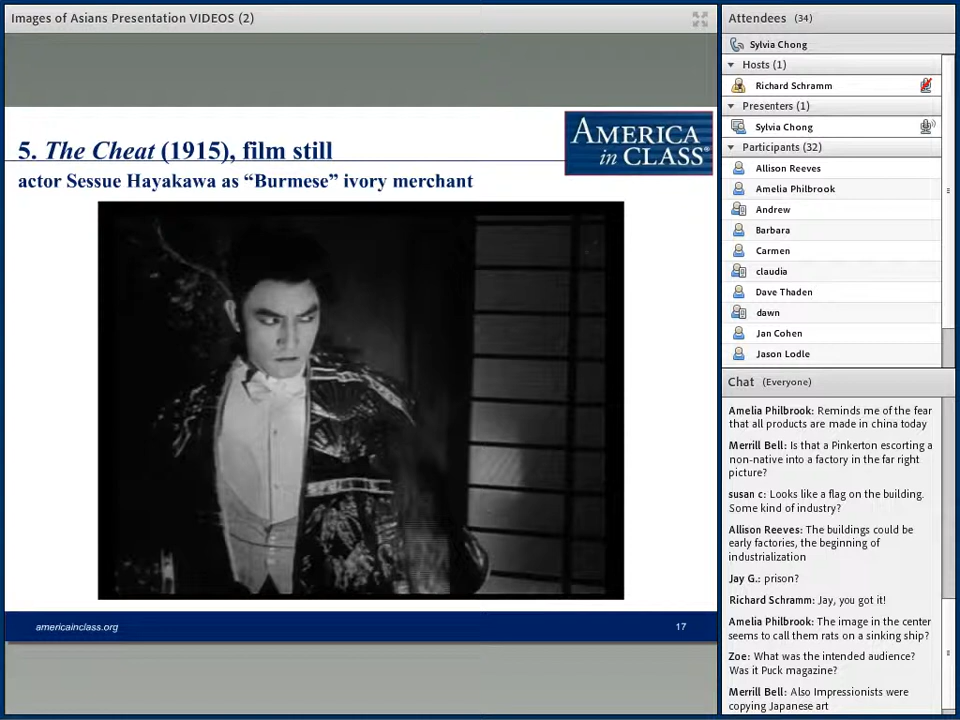 Images of Asians Presentation VIDEOS (2)
5. The Cheat (1915), film still
actor Sessue Hayakawa as “Burmese” ivory merchant
AMERICA
in CLASS®
americainclass.org
17
Attendees (34)
Sylvia Chong
Hosts (1)
Richard Schramm
Presenters (1)
Sylvia Chong
Participants (32)
Allison Reeves
Amelia Philbrook
Andrew
Barbara
Carmen
claudia
Dave Thaden
dawn
Jan Cohen
Jason Lodle
Chat (Everyone)
Amelia Philbrook: Reminds me of the fear
that all products are made in china today
Merrill Bell: Is that a Pinkerton escorting a
non-native into a factory in the far right
picture?
susan c: Looks like a flag on the building.
Some kind of industry?
Allison Reeves: The buildings could be
early factories, the beginning of
industrialization
Jay G.: prison?
Richard Schramm: Jay, you got it!
Amelia Philbrook: The image in the center
seems to call them rats on a sinking ship?
Zoe: What was the intended audience?
Was it Puck magazine?
Merrill Bell: Also Impressionists were
copying Japanese art